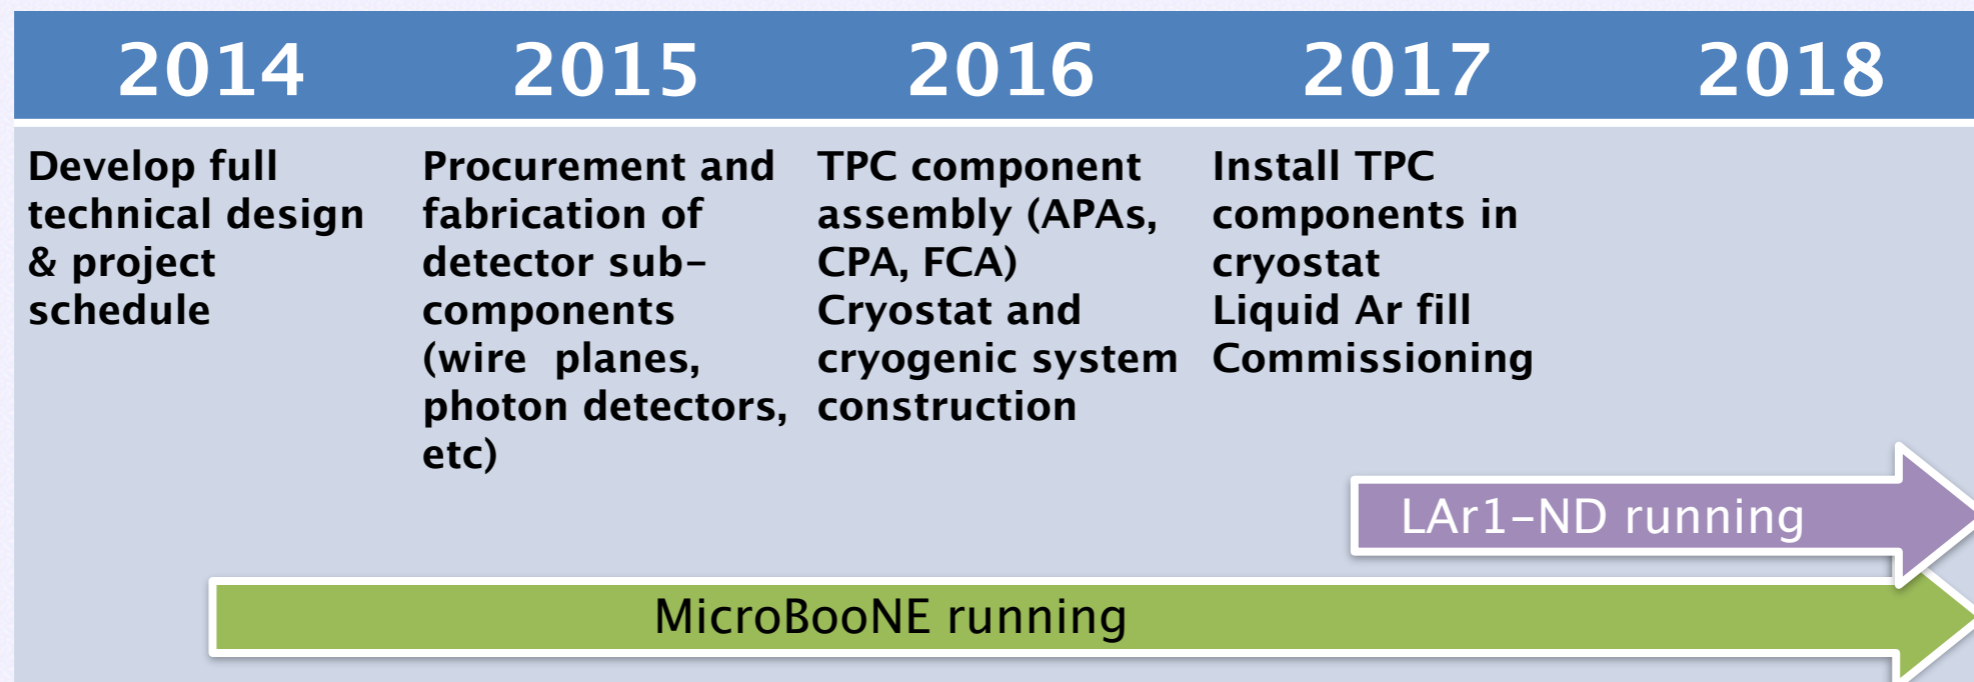 2014 2015 2016 2017 2018
Develop full
technical design
& project
schedule
Procurement and
fabrication of
detector sub-
components
(wire planes,
photon detectors,
etc)
TPC component
assembly (APAs,
CPA, FCA)
Cryostat and
cryogenic system
construction
Install TPC
components in
cryostat
Liquid Ar fill
Commissioning
LAr1-ND running
MicroBooNE running